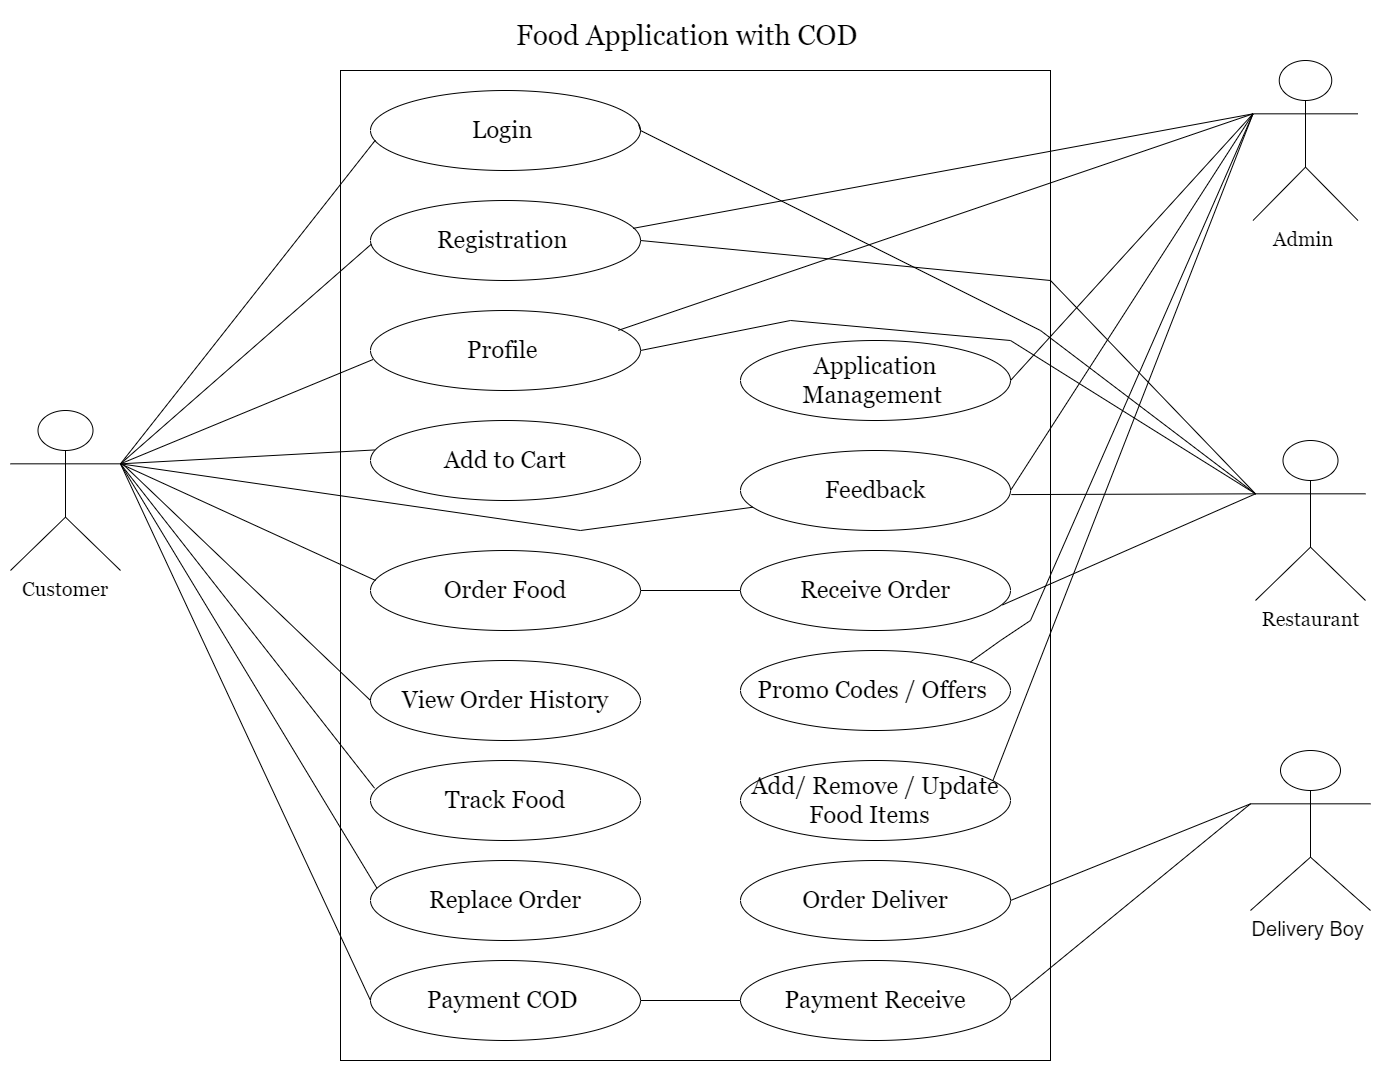 Food Application with COD
Login
Registration
Profile
Add to Cart
Order Food
View Order History
Track Food
Replace Order
Payment COD
Application
Management
Feedback
Receive Order
Promo Codes / Offers
Add/ Remove / Update
Food Items
Order Deliver
Payment Receive
Customer
Admin
Restaurant
Delivery Boy